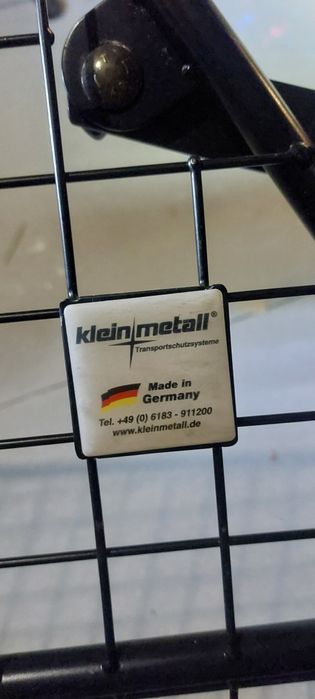 kleinmetall®
Transportschutzsysteme
Made in
Germany
Tel. +49 (0) 6183 - 911200
www.kleinmetall.de